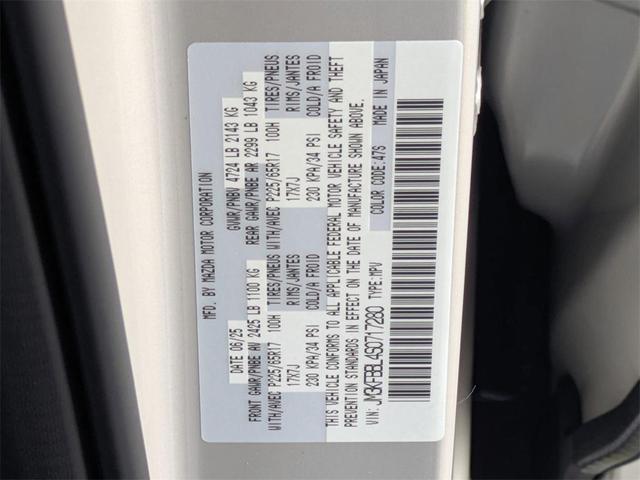 MFD. BY MAZDA MOTOR CORPORATION
DATE 06/25 GVWR/PNBV 4724 LB 2143 KG
FRONT GAWR/PNBE AV 2425 LB 1100 KG REAR GAWR/PNBE AR 2299 LB 1043 KG
WITH/AVEC P225/65R17 100H TIRES/PNEUS WITH/AVEC P225/65R17 100H TIRES/PNEUS
17X7J RIMS/JANTES 17X7J RIMS/JANTES
230 KPA/34 PSI COLD/A FROID 230 KPA/34 PSI COLD/A FROID
THIS VEHICLE CONFORMS TO ALL APPLICABLE FEDERAL MOTOR VEHICLE SAFETY AND THEFT
PREVENTION STANDARDS IN EFFECT ON THE DATE OF MANUFACTURE SHOWN ABOVE.
VIN: JM3KFBBL4S0717280 TYPE:MPV COLOR CODE:47S MADE IN JAPAN